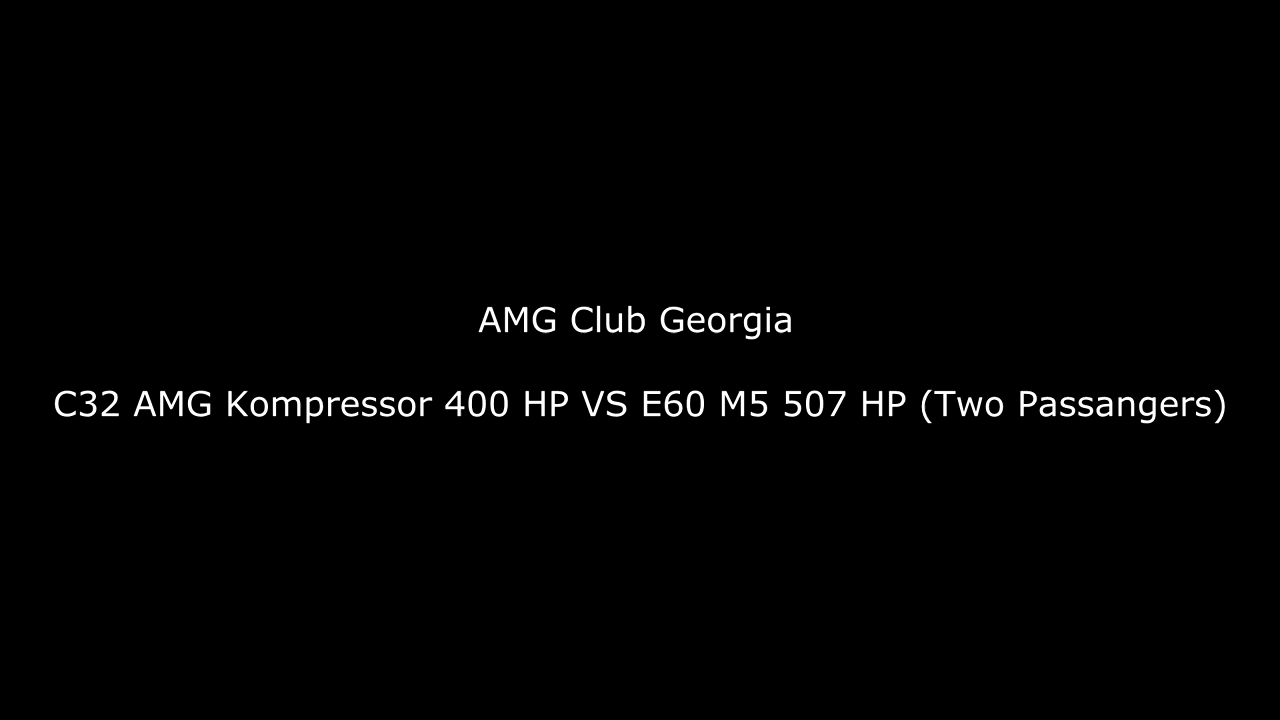 AMG Club Georgia
C32 AMG Kompressor 400 HP VS E60 M5 507 HP (Two Passangers)